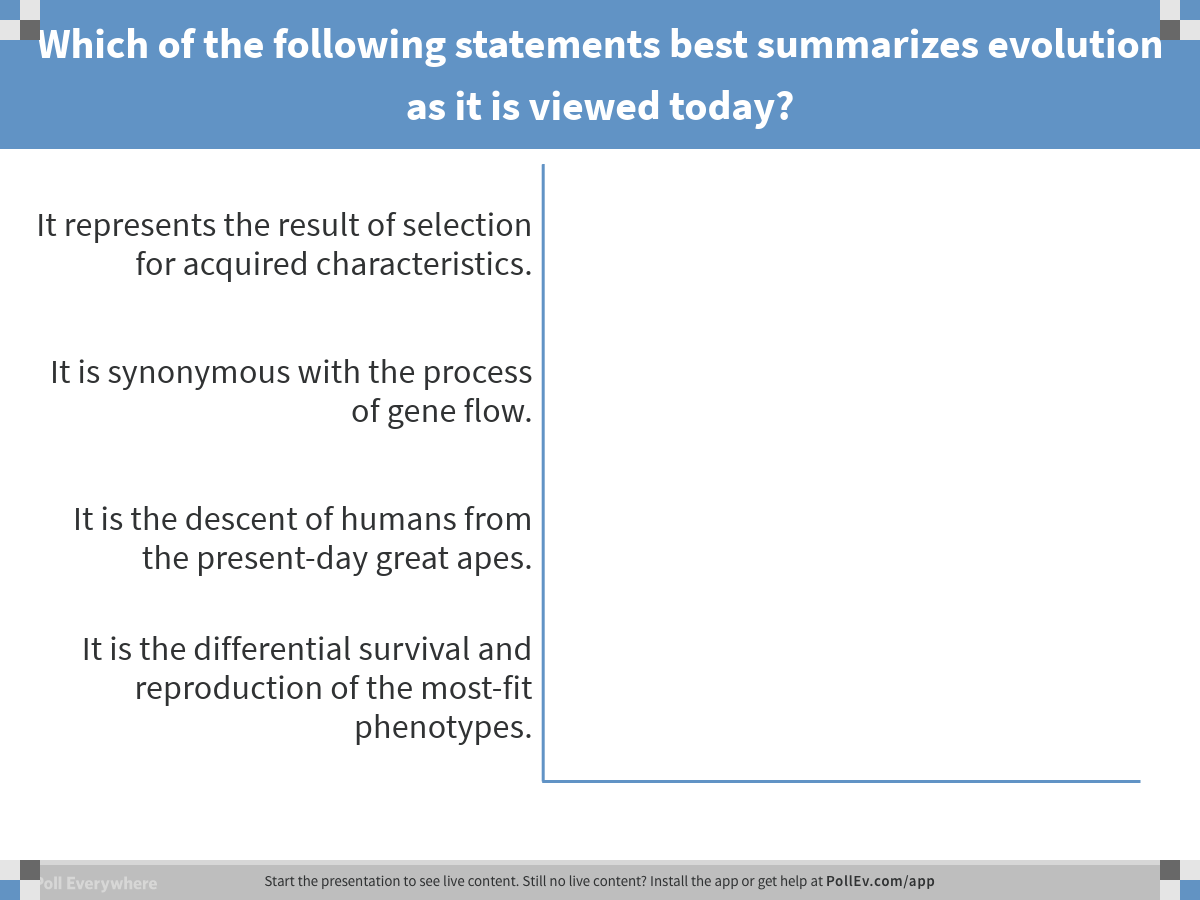 Which of the following statements best summarizes evolution
as it is viewed today?
It represents the result of selection
for acquired characteristics.
It is synonymous with the process
of gene flow.
It is the descent of humans from
the present-day great apes.
It is the differential survival and
reproduction of the most-fit
phenotypes.
Poll Everywhere
Start the presentation to see live content. Still no live content? Install the app or get help at PollEv.com/app